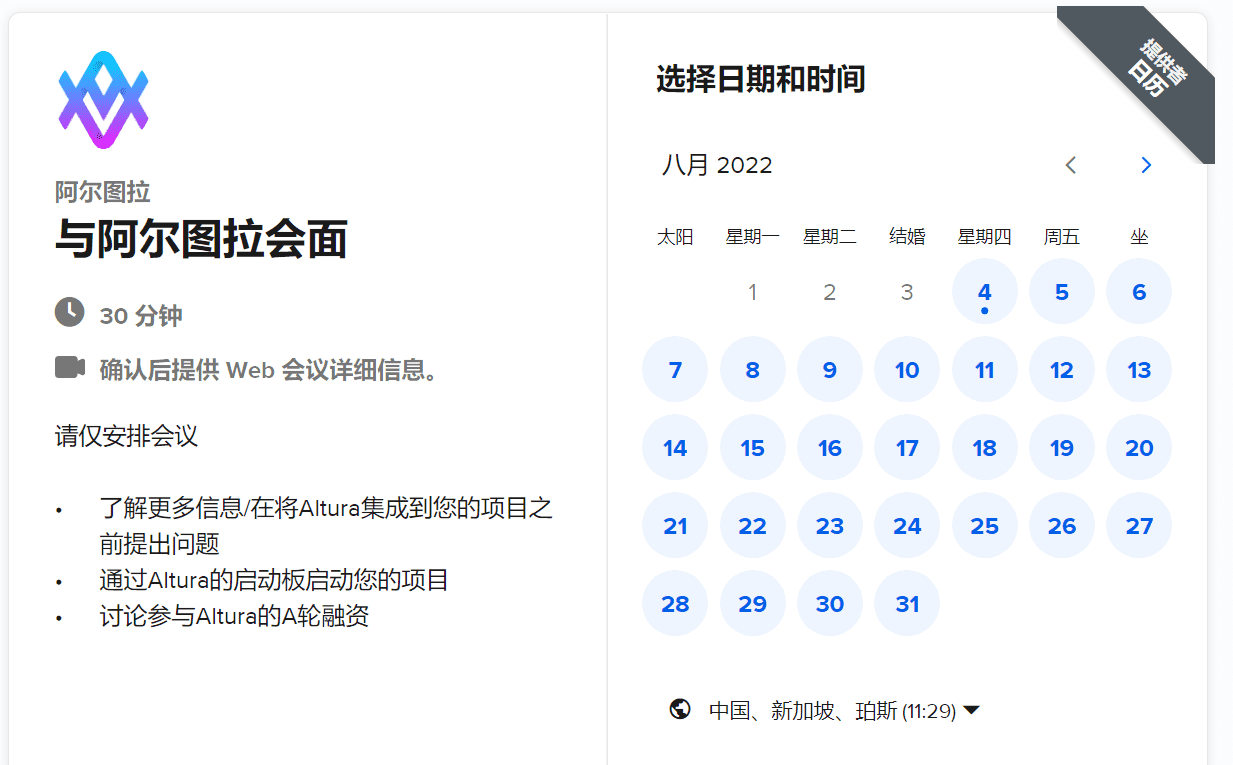 阿尔图拉
与阿尔图拉会面
30 分钟
确认后提供 Web 会议详细信息。
请仅安排会议
• 了解更多信息/在将Altura集成到您的项目之
前提出问题
• 通过Altura的启动板启动您的项目
• 讨论参与Altura的A轮融资
提供者
日历
选择日期和时间
八月 2022
太阳 星期一 星期二 结婚 星期四 周五 坐
1 2 3 4 5 6
7 8 9 10 11 12 13
14 15 16 17 18 19 20
21 22 23 24 25 26 27
28 29 30 31
中国、新加坡、珀斯 (11:29)